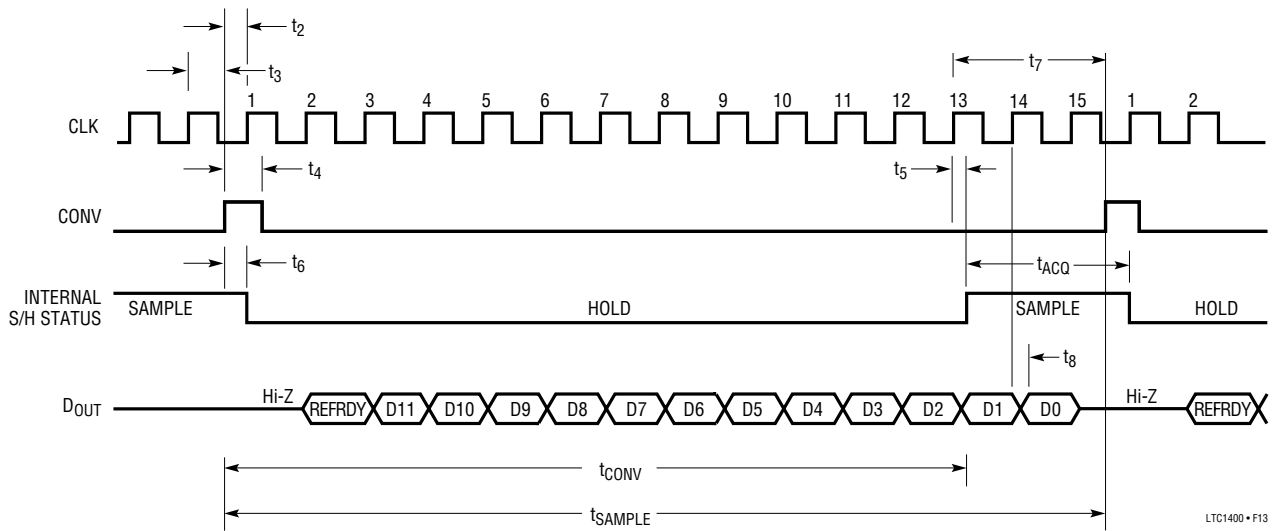 t2
t3
t7
1 2 3 4 5 6 7 8 9 10 11 12 13 14 15 1 2
CLK
t4
t5
CONV
t6
tACQ
INTERNAL
S/H STATUS
SAMPLE HOLD SAMPLE HOLD
t8
DOUT
Hi-Z REFRDY D11 D10 D9 D8 D7 D6 D5 D4 D3 D2 D1 D0 Hi-Z REFRDY
tCONV
tSAMPLE
LTC1400 • F13